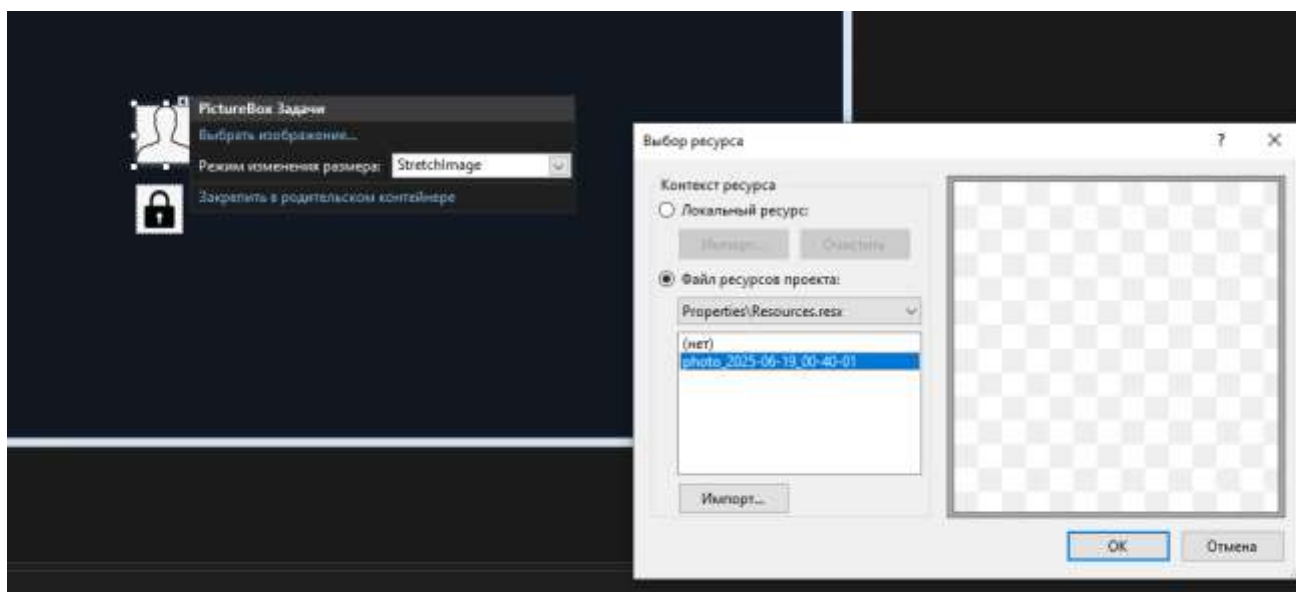 PictureBox Задачи
Выбрать изображение...
Режим изменения размера: StretchImage
Закрепить в родительском контейнере
Выбор ресурса
Контекст ресурса
Локальный ресурс:
Импорт... Очистить
Файл ресурсов проекта:
Properties\Resources.resx
(нет)
photo_2025-06-19_00-40-01
Импорт...
OK Отмена